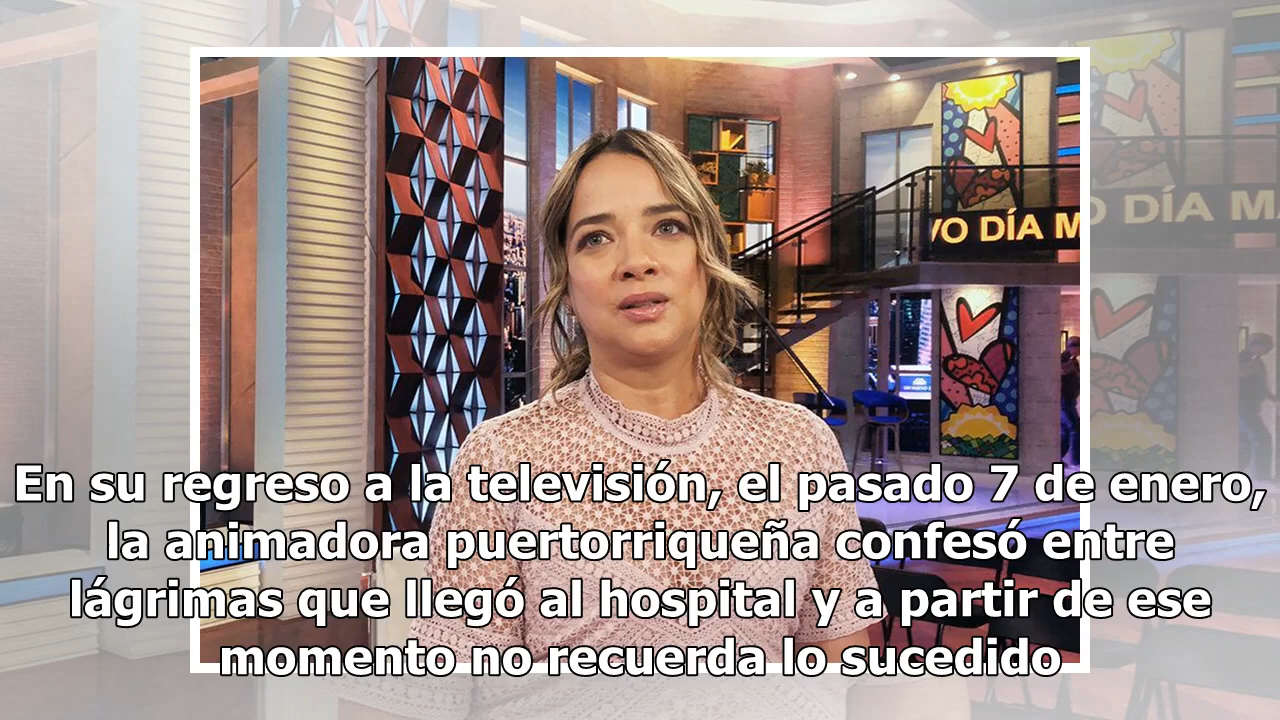 VO DÍA M
O DÍA M
En su regreso a la televisión, el pasado 7 de enero,
la animadora puertorriqueña confesó entre
lágrimas que llegó al hospital y a partir de ese
momento no recuerda lo sucedido